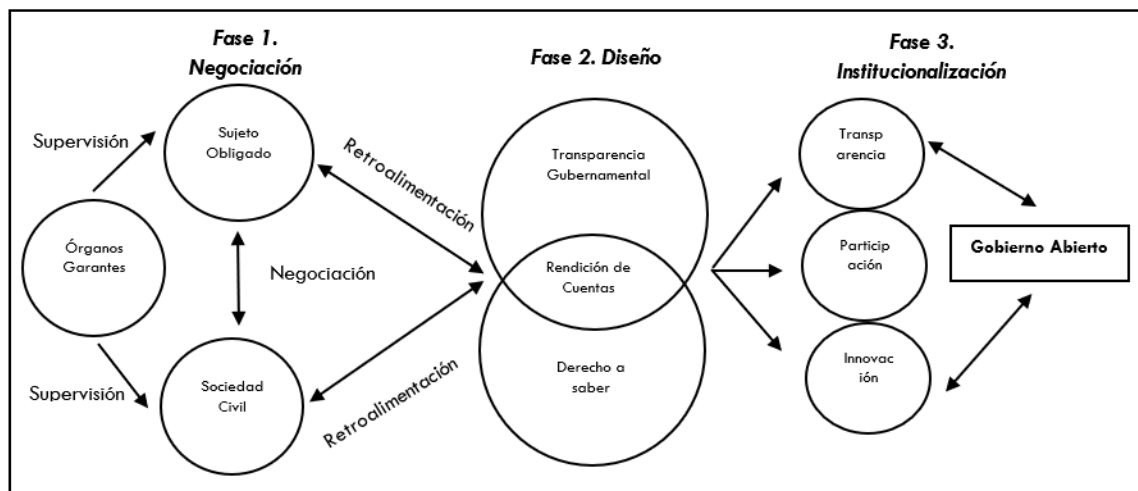 Fase 1.
Negociación
Fase 2. Diseño
Fase 3.
Institucionalización
Supervisión
Sujeto
Obligado
Órganos
Garantes
Negociación
Supervisión
Sociedad
Civil
Retroalimentación
Retroalimentación
Transparencia
Gubernamental
Rendición de
Cuentas
Derecho a
saber
Transp
arencia
Particip
ación
Innovac
ión
Gobierno Abierto